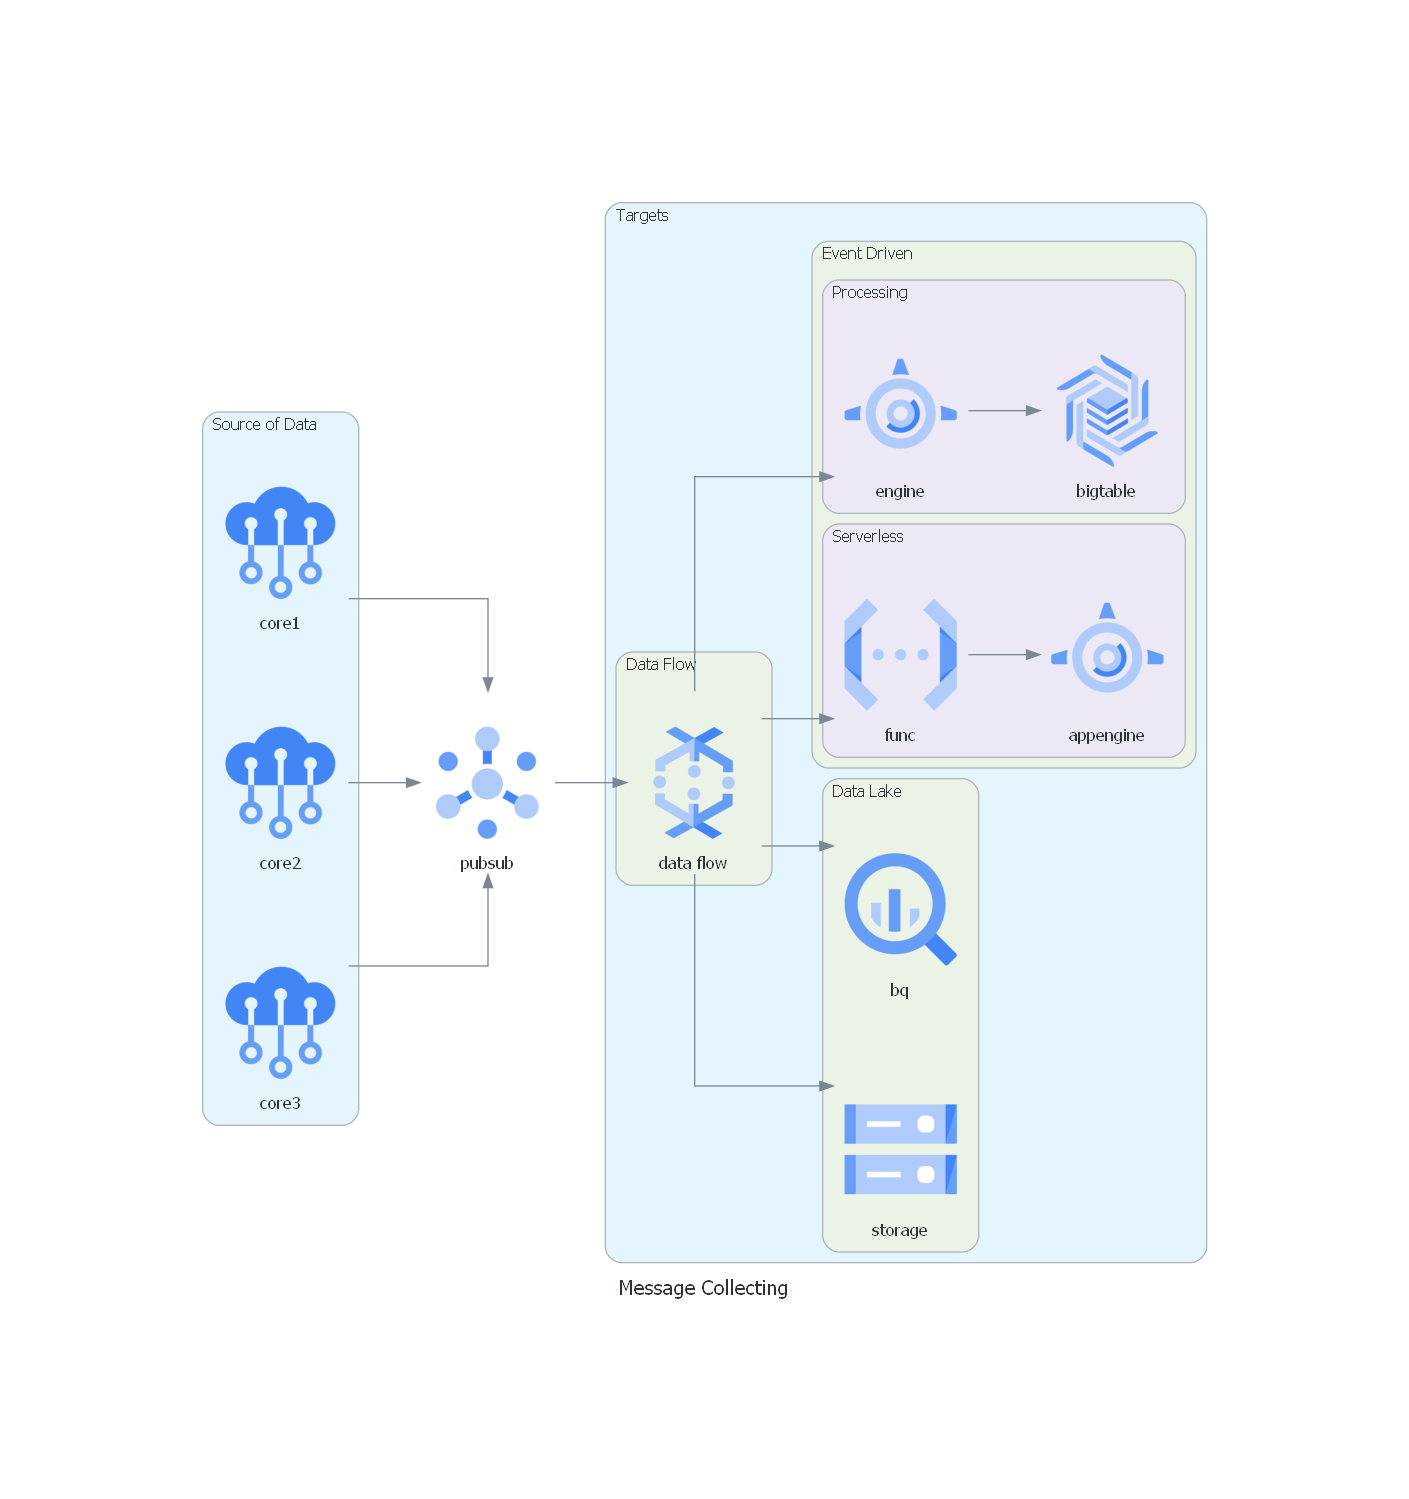 Targets
Event Driven
Processing
engine
bigtable
Serverless
func
appengine
Source of Data
core1
core2
core3
pubsub
Data Flow
data flow
Data Lake
bq
storage
Message Collecting